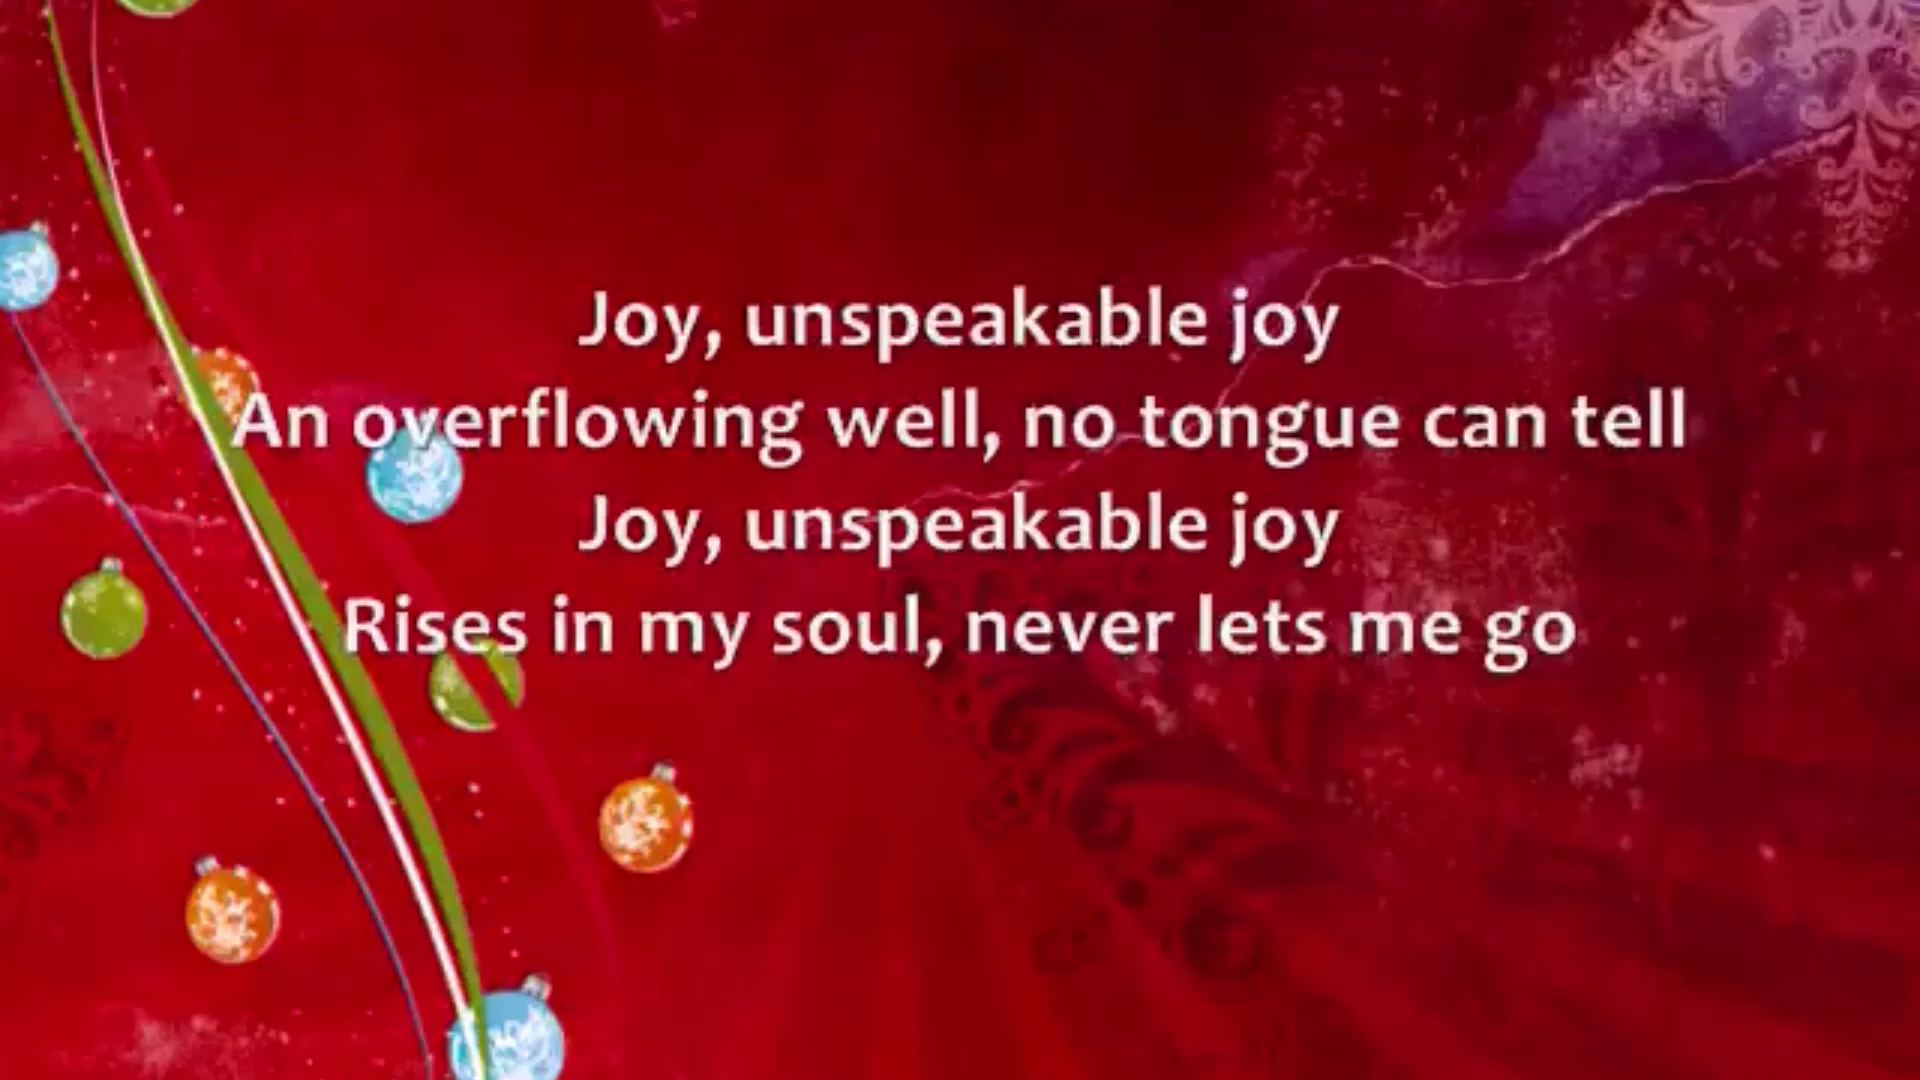 Joy, unspeakable joy
An overflowing well, no tongue can tell
Joy, unspeakable joy
Rises in my soul, never lets me go